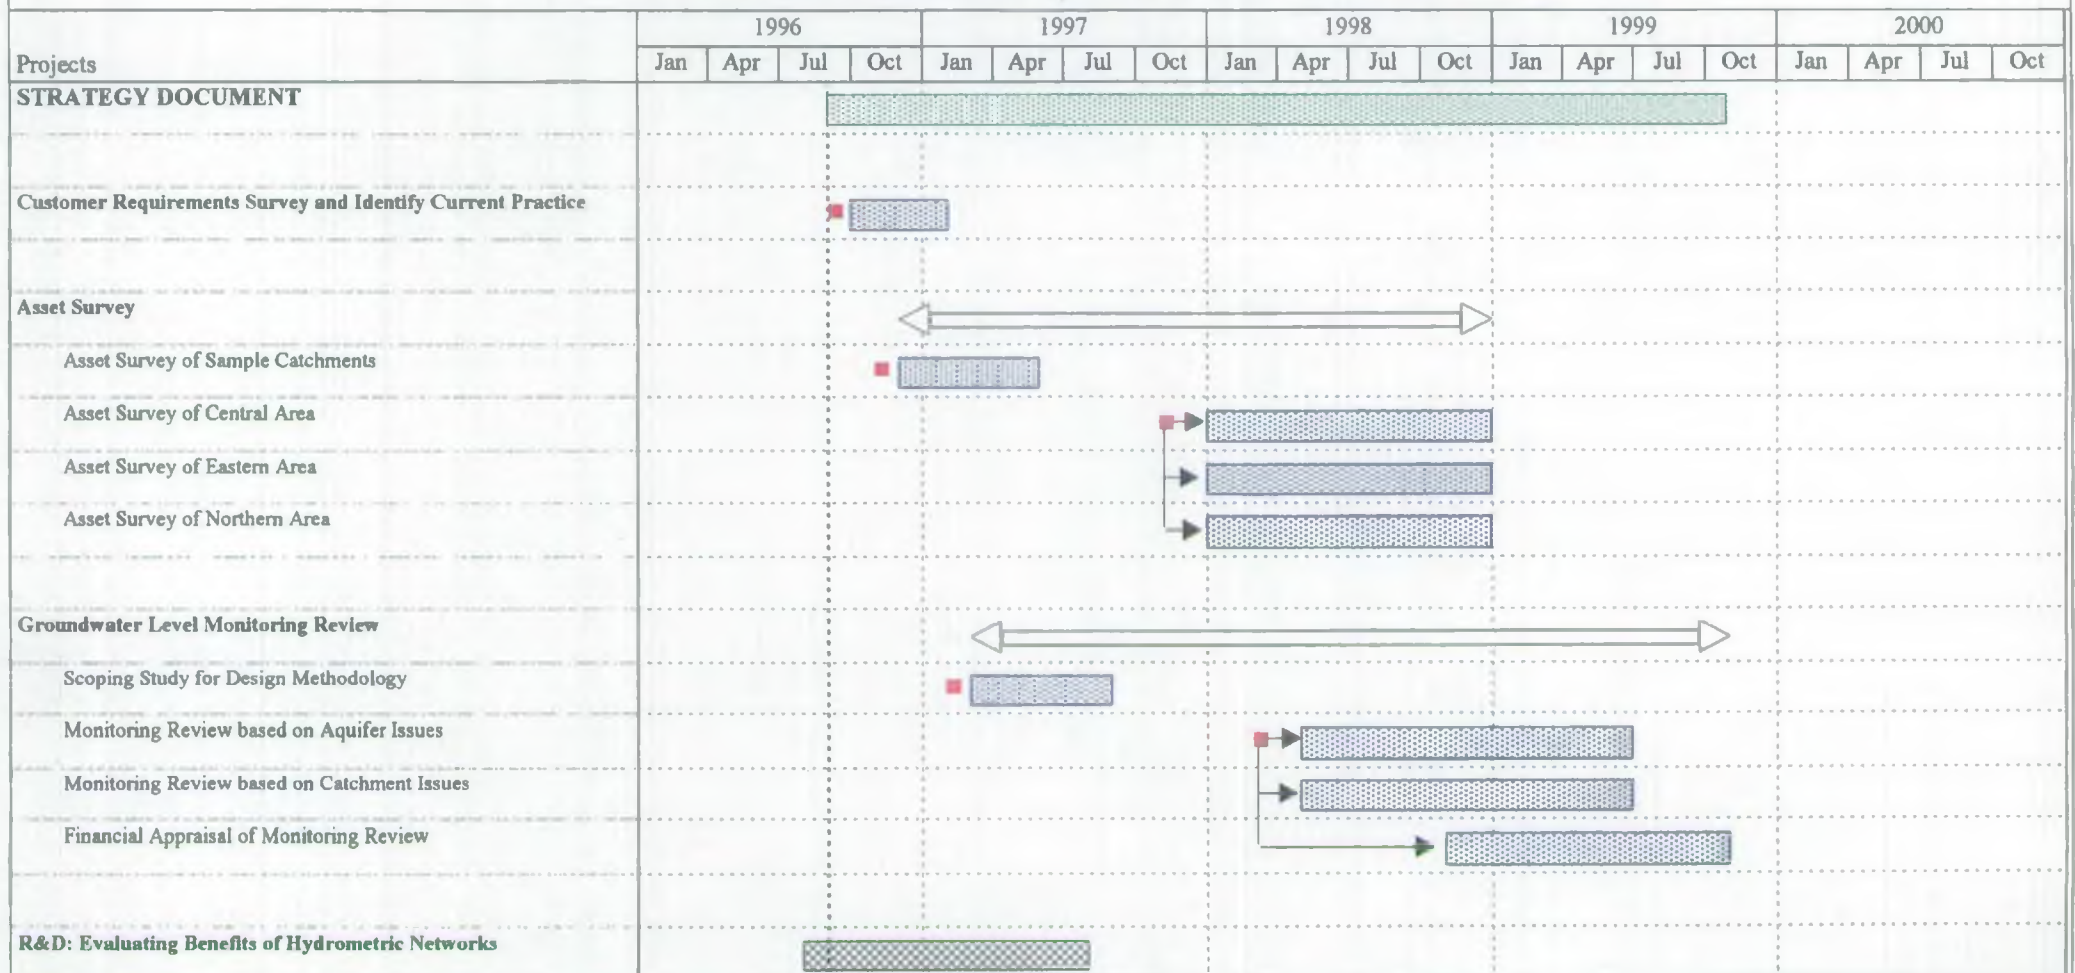 1996 1997 1998 1999 2000
Projects Jan Apr Jul Oct Jan Apr Jul Oct Jan Apr Jul Oct Jan Apr Jul Oct Jan Apr Jul Oct
STRATEGY DOCUMENT
Customer Requirements Survey and Identify Current Practice
Asset Survey
Asset Survey of Sample Catchments
Asset Survey of Central Area
Asset Survey of Eastern Area
Asset Survey of Northern Area
Groundwater Level Monitoring Review
Scoping Study for Design Methodology
Monitoring Review based on Aquifer Issues
Monitoring Review based on Catchment Issues
Financial Appraisal of Monitoring Review
R&D: Evaluating Benefits of Hydrometric Networks